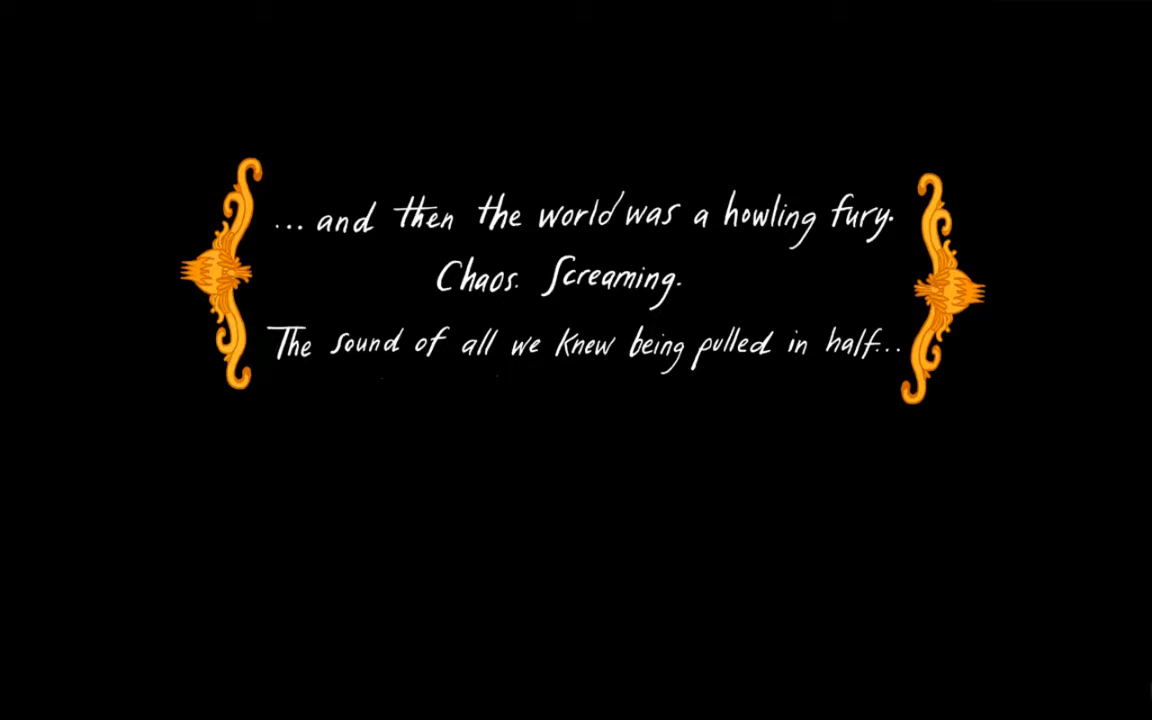 ...and then the world was a howling fury.
Chaos. Screaming.
The sound of all we knew being pulled in half...